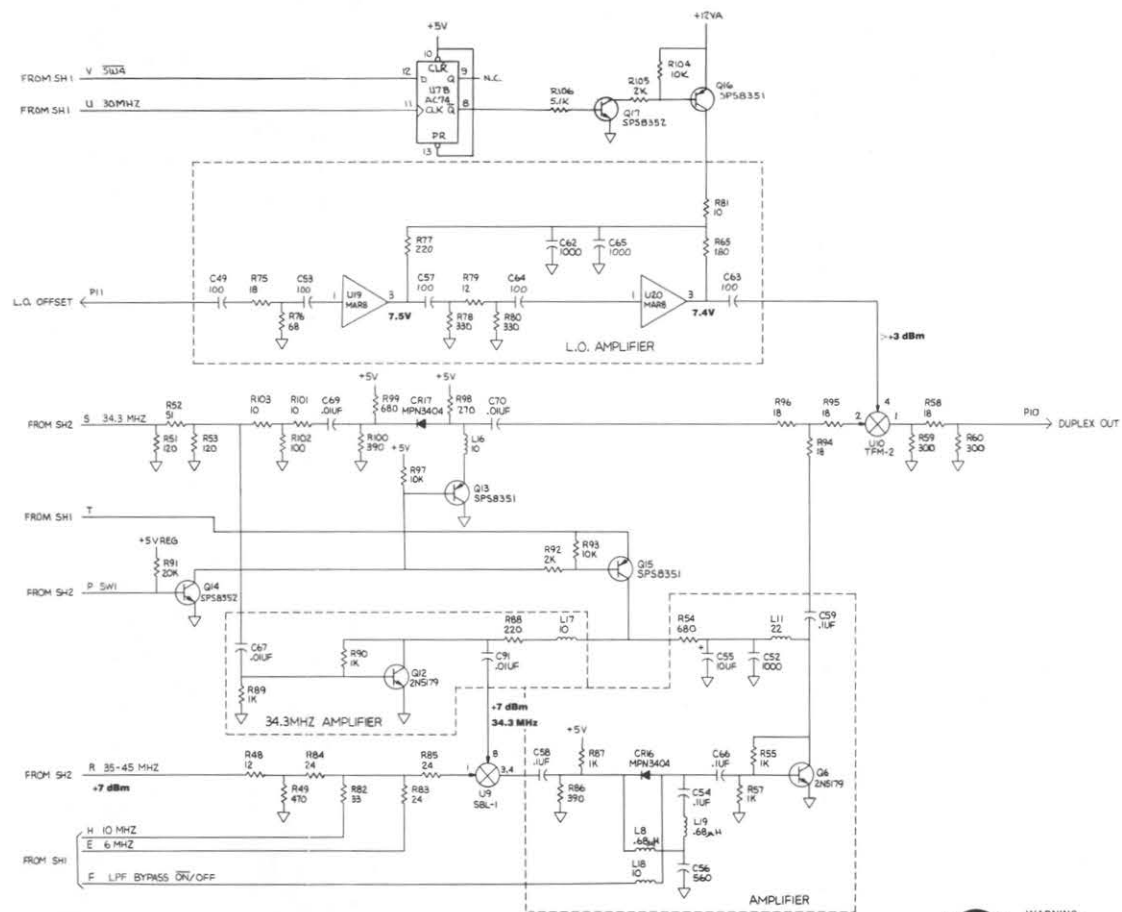 +12VA
+5V
10
CLR
FROM SH1 V SW4
12 D Q 9 N.C.
U7B
AC74
FROM SH1 U 30MHZ
11 CLK Q 8
PR
13
R106
5.1K
Q17
SPS8352
R105
2K
R104
10K
Q16
SPS8351
R81
10
R77
220
C62
1000
C65
1000
R65
180
L.O. OFFSET P11
C49
100
R75
18
C53
100
R76
68
1 U19 3
MAR8
7.5V
C57
100
R79
12
C64
100
R78
330
R80
330
1 U20 3
MAR8
7.4V
C63
100
L.O. AMPLIFIER
>+3 dBm
+5V
+5V
FROM SH2 S 34.3 MHZ
R52
51
R51
120
R53
120
R103
10
R101
10
R102
100
C69
.01UF
R99
680
R100
390
CR17
MPN3404
R98
270
C70
.01UF
L16
10
R96
18
R95
18
R94
18
2 4 1
U10
TFM-2
R58
18
R59
300
R60
300
P10 DUPLEX OUT
+5V
R97
10K
Q13
SPS8351
FROM SH1 T
+5VREG
R91
20K
FROM SH2 P SW1
Q14
SPS8352
R92
2K
R93
10K
Q15
SPS8351
C67
.01UF
R89
1K
R90
1K
Q12
2N5179
R88
220
L17
10
C91
.01UF
R54
680
L11
22
+
C55
10UF
C52
1000
C59
.1UF
34.3MHZ AMPLIFIER
+7 dBm
34.3 MHz
FROM SH2 R 35-45 MHZ
+7 dBm
R48
12
R84
24
R85
24
R49
470
R82
33
R83
24
1 8 3,4
U9
SBL-1
C58
.1UF
+5V
R87
1K
R86
390
CR16
MPN3404
C66
.1UF
R55
1K
R57
1K
Q6
2N5179
C54
.1UF
L19
.68µH
L8
.68µH
L18
10
C56
560
FROM SH1
H 10 MHZ
E 6 MHZ
F LPF BYPASS ON/OFF
AMPLIFIER
WARNING